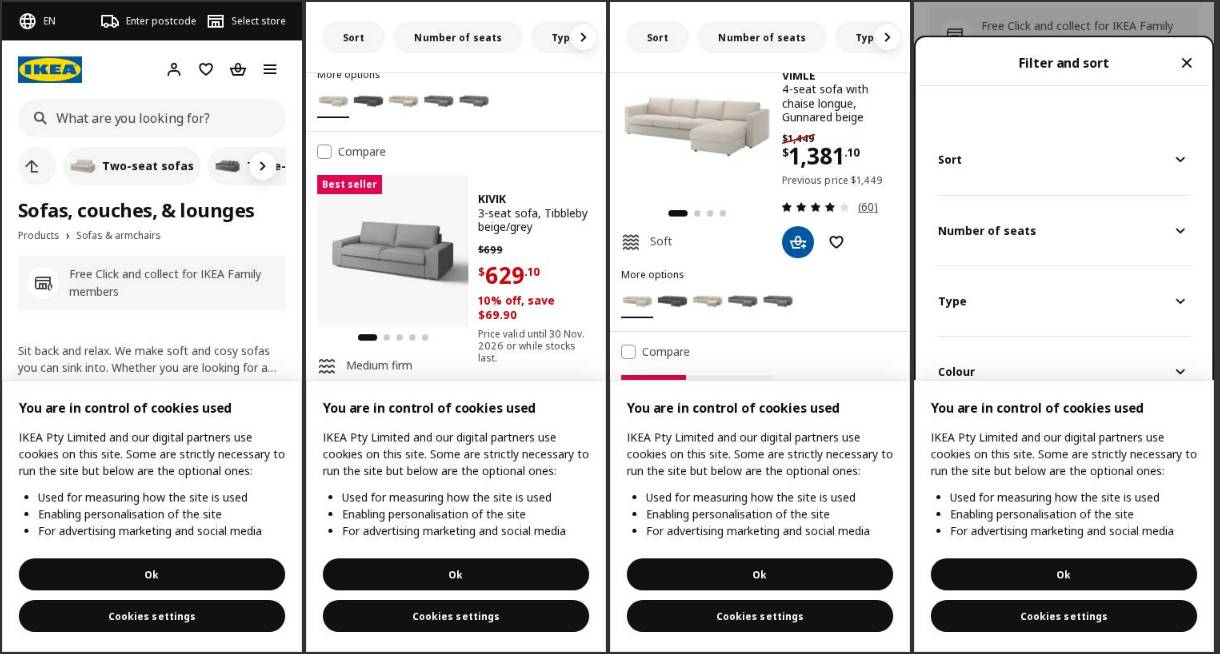 EN
Enter postcode
Select store
IKEA
What are you looking for?
Two-seat sofas
Sofas, couches, & lounges
Products › Sofas & armchairs
Free Click and collect for IKEA Family
members
Sit back and relax. We make soft and cosy sofas
you can sink into. Whether you are looking for a...
You are in control of cookies used
IKEA Pty Limited and our digital partners use
cookies on this site. Some are strictly necessary to
run the site but below are the optional ones:
• Used for measuring how the site is used
• Enabling personalisation of the site
• For advertising marketing and social media
Ok
Cookies settings
Sort
Number of seats
Typ
More options
Compare
Best seller
KIVIK
3-seat sofa, Tibbleby
beige/grey
$699
$629.10
10% off, save
$69.90
Price valid until 30 Nov.
2026 or while stocks
last.
Medium firm
You are in control of cookies used
IKEA Pty Limited and our digital partners use
cookies on this site. Some are strictly necessary to
run the site but below are the optional ones:
• Used for measuring how the site is used
• Enabling personalisation of the site
• For advertising marketing and social media
Ok
Cookies settings
Sort
Number of seats
Typ
VIMLE
4-seat sofa with
chaise longue,
Gunnared beige
$1,449
$1,381.10
Previous price $1,449
(60)
Soft
More options
Compare
You are in control of cookies used
IKEA Pty Limited and our digital partners use
cookies on this site. Some are strictly necessary to
run the site but below are the optional ones:
• Used for measuring how the site is used
• Enabling personalisation of the site
• For advertising marketing and social media
Ok
Cookies settings
Free Click and collect for IKEA Family
Filter and sort
Sort
Number of seats
Type
Colour
You are in control of cookies used
IKEA Pty Limited and our digital partners use
cookies on this site. Some are strictly necessary to
run the site but below are the optional ones:
• Used for measuring how the site is used
• Enabling personalisation of the site
• For advertising marketing and social media
Ok
Cookies settings